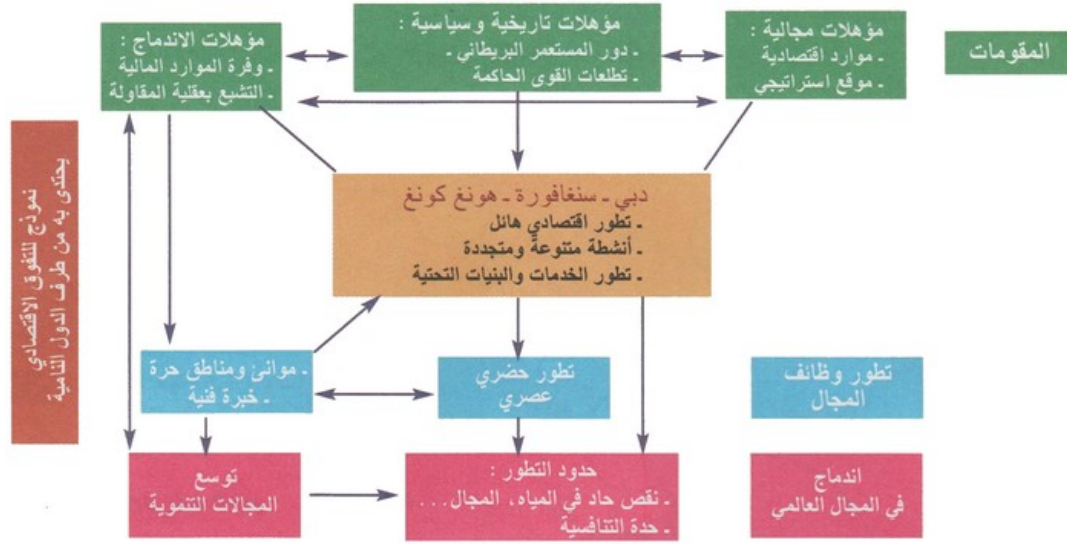 المقومات
مؤهلات مجالية :
ـ موارد اقتصادية
ـ موقع استراتيجي
مؤهلات تاريخية وسياسية :
ـ دور المستعمر البريطاني ـ
ـ تطلعات القوى الحاكمة
مؤهلات الاندماج :
ـ وفرة الموارد المالية
ـ التشبع بعقلية المقاولة
نموذج للتفوق الاقتصادي
يحتدى به من طرف الدول النامية
دبي ـ سنغافورة ـ هونغ كونغ
ـ تطور اقتصادي هائل
ـ أنشطة متنوعة ومتجددة
ـ تطور الخدمات والبنيات التحتية
تطور وظائف
المجال
تطور حضري
عصري
ـ موانئ ومناطق حرة
ـ خبرة فنية
اندماج
في المجال العالمي
حدود التطور :
ـ نقص حاد في المياه، المجال...
ـ حدة التنافسية
توسع
المجالات التنموية